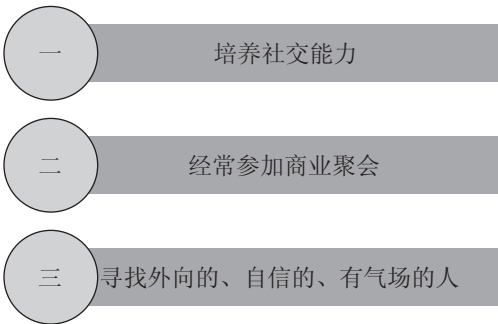 一 培养社交能力
二 经常参加商业聚会
三 寻找外向的、自信的、有气场的人